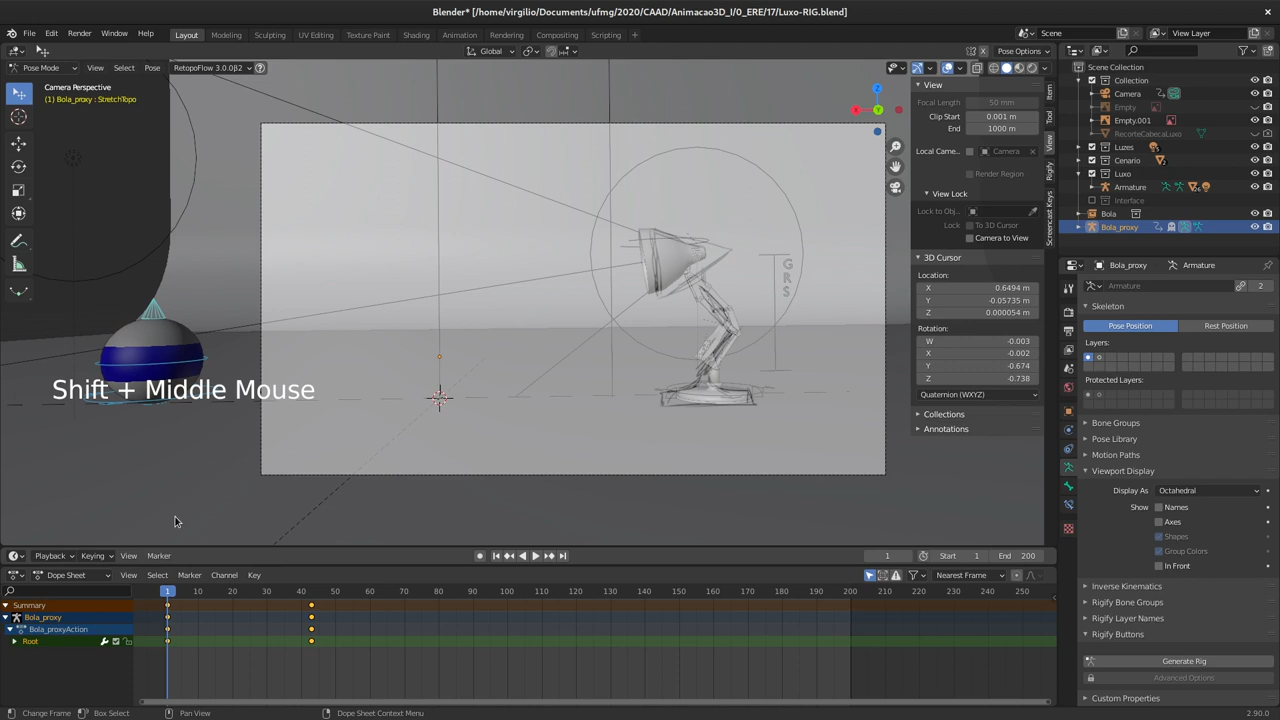 Blender* [/home/virgilio/Documents/ufmg/2020/CAAD/Animacao3D_I/0_ERE/17/Luxo-RIG.blend]
File Edit Render Window Help
Layout Modeling Sculpting UV Editing Texture Paint Shading Animation Rendering Compositing Scripting +
Scene
View Layer
Global
Pose Options
Pose Mode View Select Pose RetopoFlow 3.0.0β2
Camera Perspective
(1) Bola_proxy : StretchTopo
Shift + Middle Mouse
G
R
S
Z
X
Y
View
Focal Length 50 mm
Clip Start 0.001 m
End 1000 m
Local Came... Camera
Render Region
View Lock
Lock to Obj...
Lock To 3D Cursor
Camera to View
3D Cursor
Location:
X 0.6494 m
Y -0.05735 m
Z 0.000054 m
Rotation:
W -0.003
X -0.002
Y -0.674
Z -0.738
Quaternion (WXYZ)
Collections
Annotations
Item
Tool
View
Rigify
Screencast Keys
Scene Collection
Collection
Camera
Empty
Empty.001
RecorteCabecaLuxo
Luzes
Cenario
Luxo
Armature
Interface
Bola
Bola_proxy
Bola_proxy Armature
Armature 2
Skeleton
Pose Position Rest Position
Layers:
Protected Layers:
Bone Groups
Pose Library
Motion Paths
Viewport Display
Display As Octahedral
Show Names
Axes
Shapes
Group Colors
In Front
Inverse Kinematics
Rigify Bone Groups
Rigify Layer Names
Rigify Buttons
Generate Rig
Advanced Options
Custom Properties
Playback Keying View Marker
1 Start 1 End 200
Dope Sheet View Select Marker Channel Key
Nearest Frame
1 10 20 30 40 50 60 70 80 90 100 110 120 130 140 150 160 170 180 190 200 210 220 230 240 250
Summary
Bola_proxy
Bola_proxyAction
Root
Change Frame Box Select Pan View Dope Sheet Context Menu 2.90.0